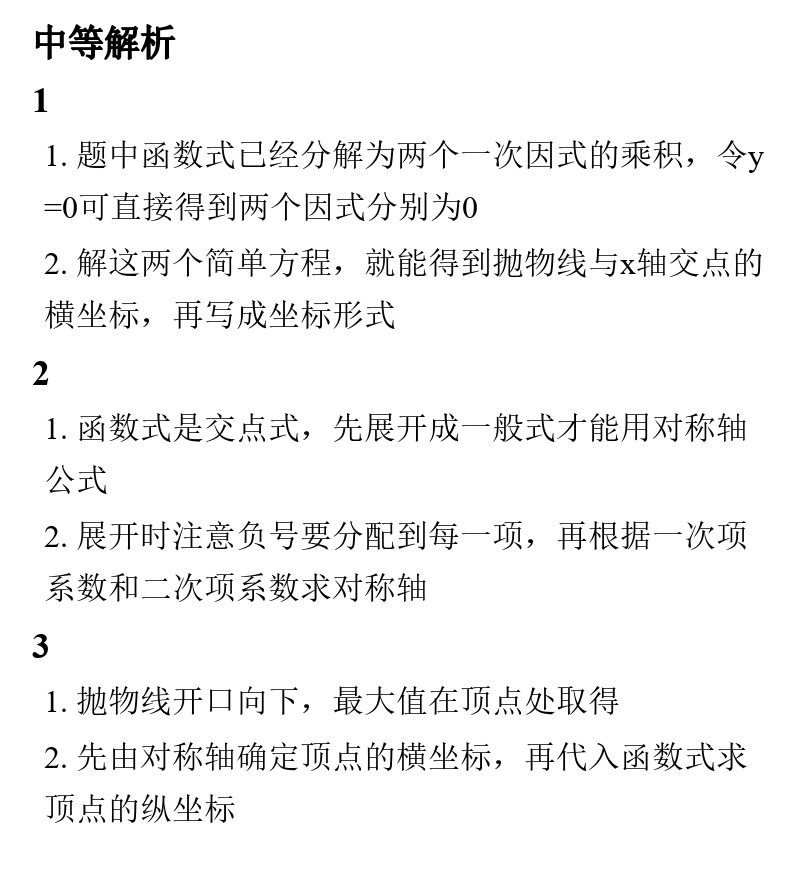 中等解析
1
1. 题中函数式已经分解为两个一次因式的乘积，令y
=0可直接得到两个因式分别为0
2. 解这两个简单方程，就能得到抛物线与x轴交点的
横坐标，再写成坐标形式
2
1. 函数式是交点式，先展开成一般式才能用对称轴
公式
2. 展开时注意负号要分配到每一项，再根据一次项
系数和二次项系数求对称轴
3
1. 抛物线开口向下，最大值在顶点处取得
2. 先由对称轴确定顶点的横坐标，再代入函数式求
顶点的纵坐标